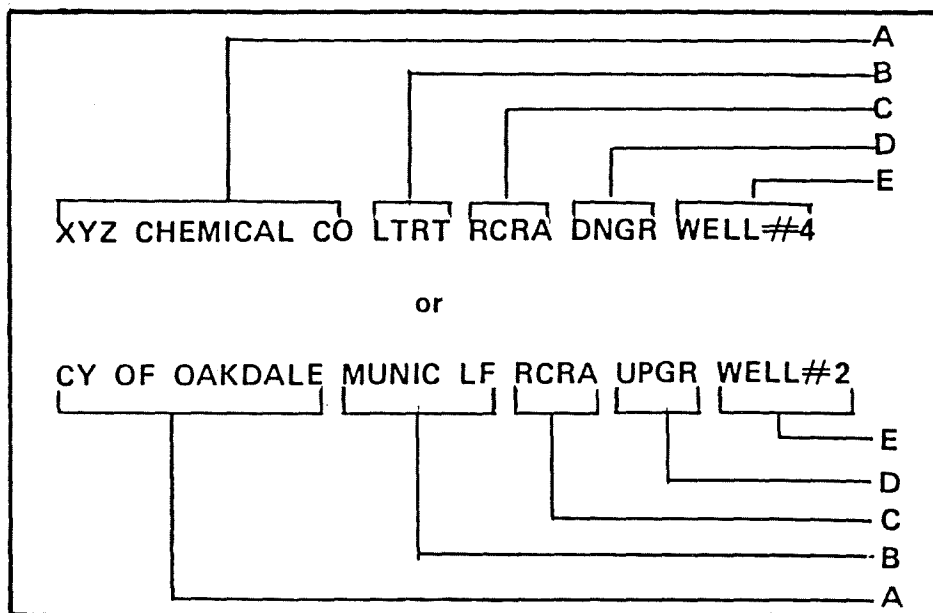 A
B
C
D
E
XYZ CHEMICAL CO LTRT RCRA DNGR WELL#4
or
CY OF OAKDALE MUNIC LF RCRA UPGR WELL#2
E
D
C
B
A